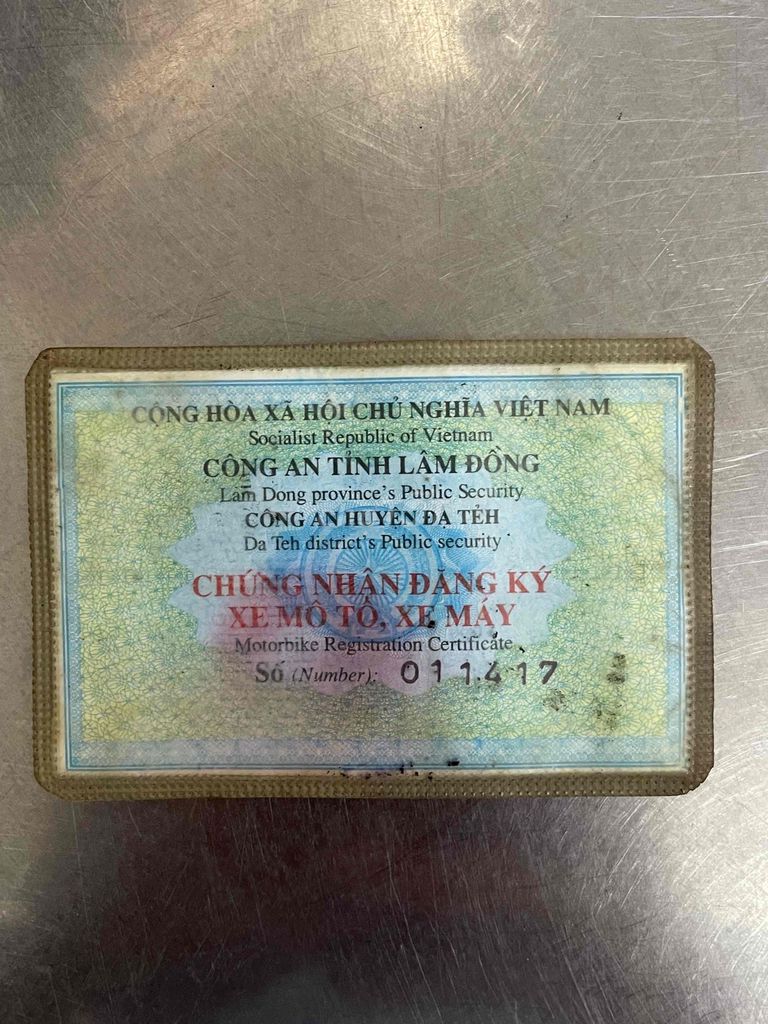 CỘNG HÒA XÃ HỘI CHỦ NGHĨA VIỆT NAM
Socialist Republic of Vietnam
CÔNG AN TỈNH LÂM ĐỒNG
Lam Dong province's Public Security
CÔNG AN HUYỆN ĐẠ TẺH
Da Teh district's Public security
CHỨNG NHẬN ĐĂNG KÝ
XE MÔ TÔ, XE MÁY
Motorbike Registration Certificate
Số (Number): 011417